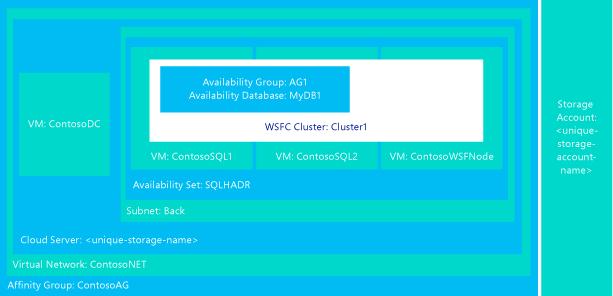 Availability Group: AG1
Availability Database: MyDB1
WSFC Cluster: Cluster1
VM: ContosoDC
VM: ContosoSQL1
VM: ContosoSQL2
VM: ContosoWSFNode
Availability Set: SQLHADR
Subnet: Back
Cloud Server: <unique-storage-name>
Virtual Network: ContosoNET
Affinity Group: ContosoAG
Storage
Account:
<unique-
storage-
account-
name>